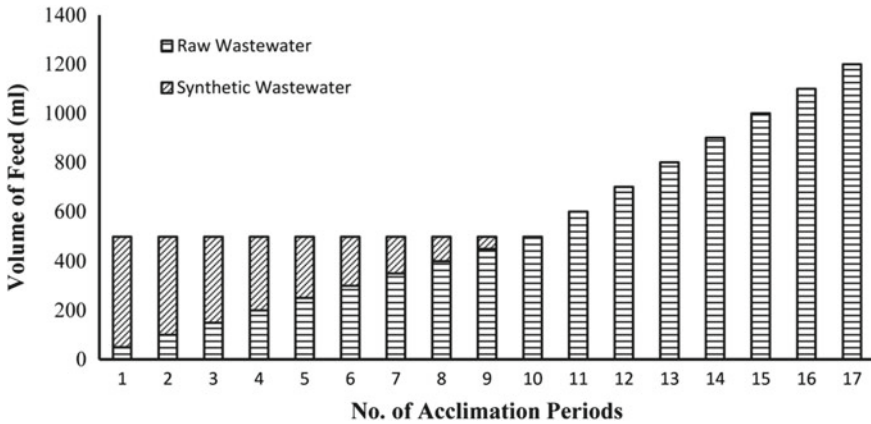 1400
1200
1000
800
600
400
200
0
Volume of Feed (ml)
Raw Wastewater
Synthetic Wastewater
1 2 3 4 5 6 7 8 9 10 11 12 13 14 15 16 17
No. of Acclimation Periods